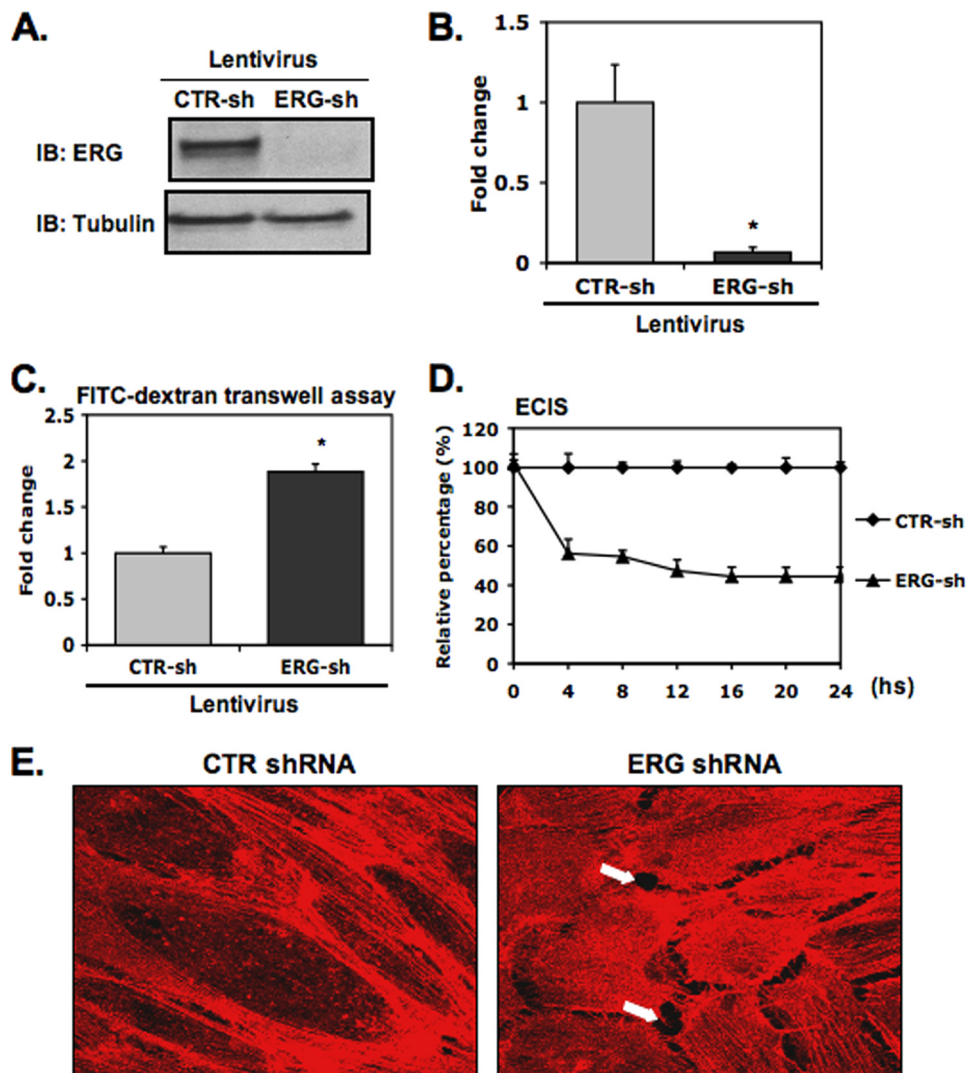 A.
Lentivirus
CTR-sh ERG-sh
IB: ERG
IB: Tubulin
B.
Fold change
1.5
1
0.5
0
*
CTR-sh ERG-sh
Lentivirus
C.
FITC-dextran transwell assay
Fold change
2.5
2
1.5
1
0.5
0
*
CTR-sh ERG-sh
Lentivirus
D.
ECIS
Relative percentage (%)
120
100
80
60
40
20
0
0 4 8 12 16 20 24 (hs)
CTR-sh
ERG-sh
E.
CTR shRNA ERG shRNA